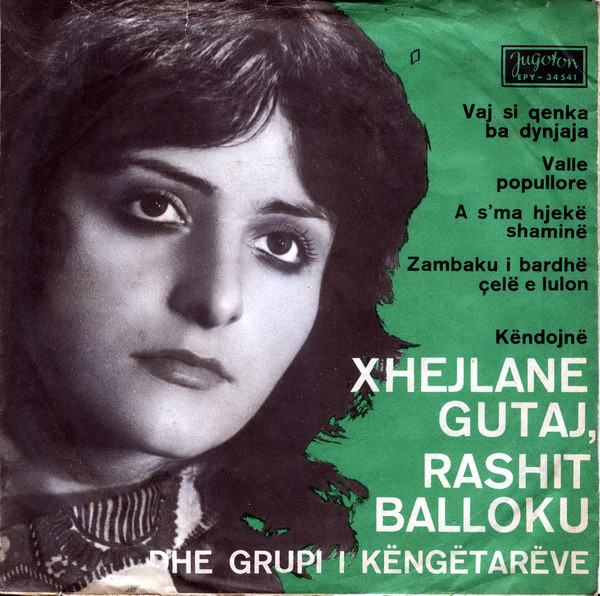 Jugoton
EPY-34541
Vaj si qenka
ba dynjaja
Valle
popullore
A s'ma hjekë
shaminë
Zambaku i bardhë
çelë e lulon
Këndojnë
XHEJLANE
GUTAJ,
RASHIT
BALLOKU
DHE GRUPI I KËNGËTARËVE